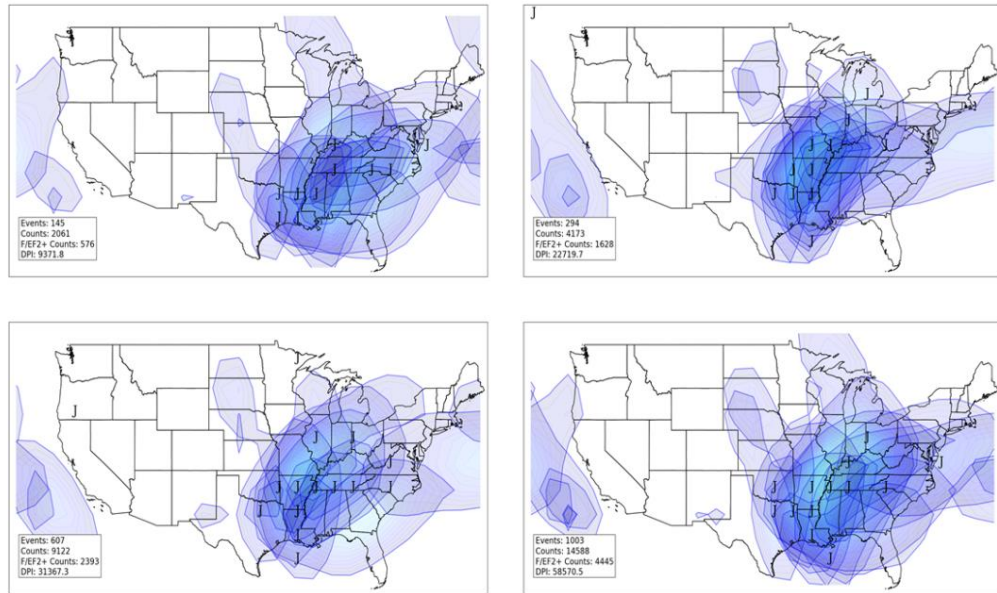 J
J
J
J
J J J
J J
Events: 145
Counts: 2061
F/EF2+ Counts: 576
DPI: 9371.8
J
J
J
J J
J J
J J J
J J
J
Events: 294
Counts: 4173
F/EF2+ Counts: 1628
DPI: 22719.7
J
J
J J
J
J J J J J J
J
J J
J
Events: 607
Counts: 9122
F/EF2+ Counts: 2393
DPI: 31367.3
J
J J J J
J J J J J
J J
J J
J
Events: 1003
Counts: 14588
F/EF2+ Counts: 4445
DPI: 58570.5